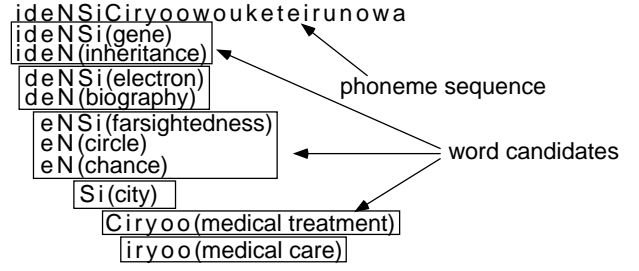 ideNSiCiryoowouketeirunowa
ideNSi(gene)
ideN(inheritance)
deNSi(electron)
deN(biography)
phoneme sequence
eNSi(farsightedness)
eN(circle)
eN(chance)
word candidates
Si(city)
Ciryoo(medical treatment)
iryoo(medical care)